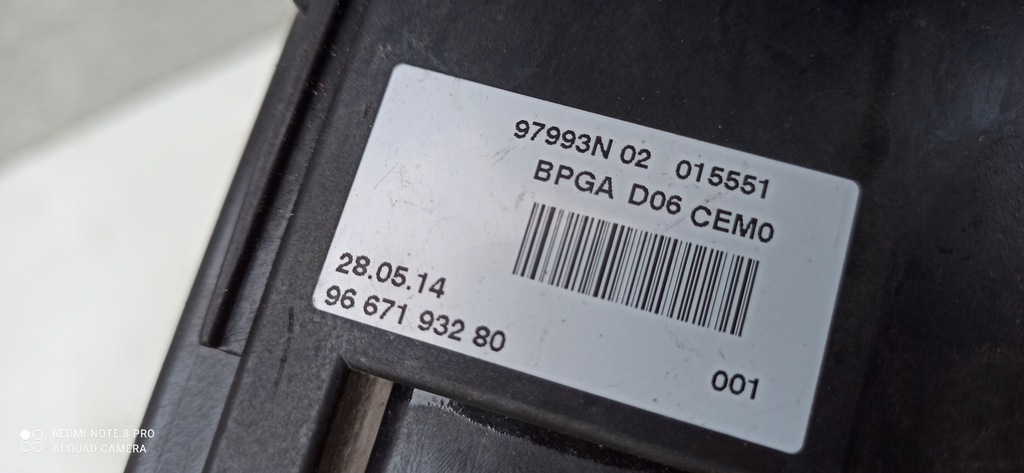 97993N 02 015551
BPGA D06 CEM0
28.05.14
96 671 932 80
001
REDMI NOTE 8 PRO
AI QUAD CAMERA